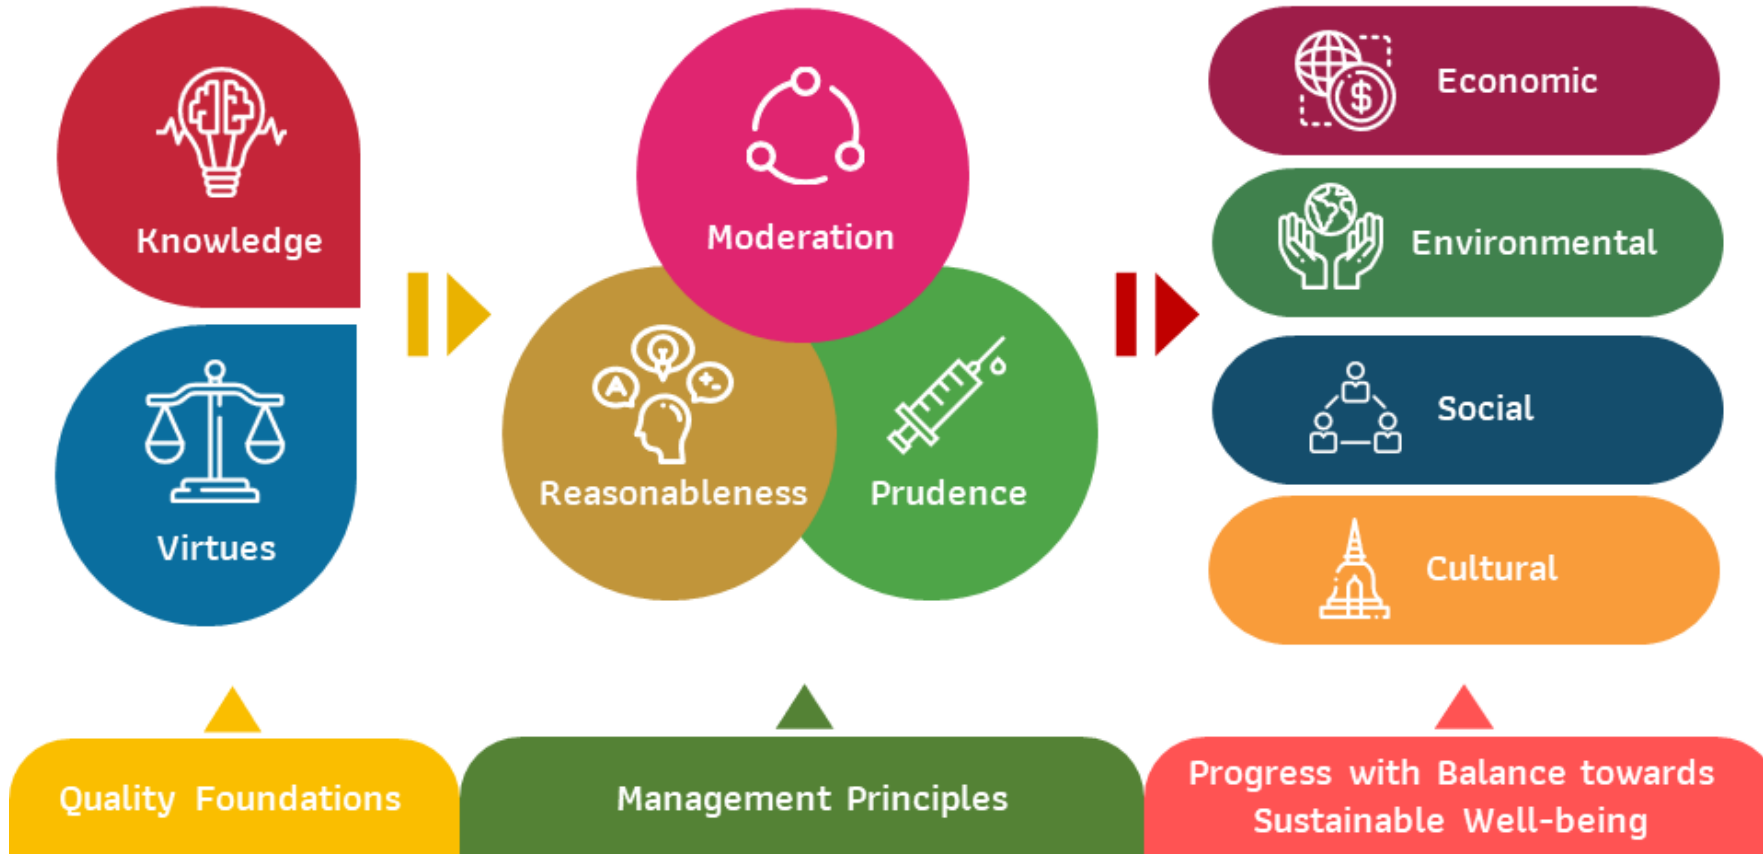 Knowledge
Virtues
Moderation
Reasonableness
Prudence
Economic
Environmental
Social
Cultural
Quality Foundations
Management Principles
Progress with Balance towards
Sustainable Well-being